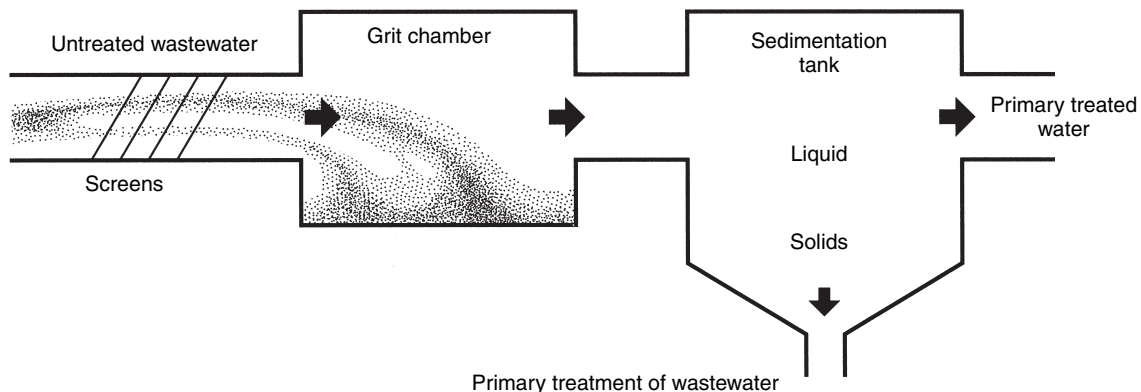 Untreated wastewater
Grit chamber
Sedimentation
tank
Primary treated
water
Liquid
Screens
Solids
Primary treatment of wastewater